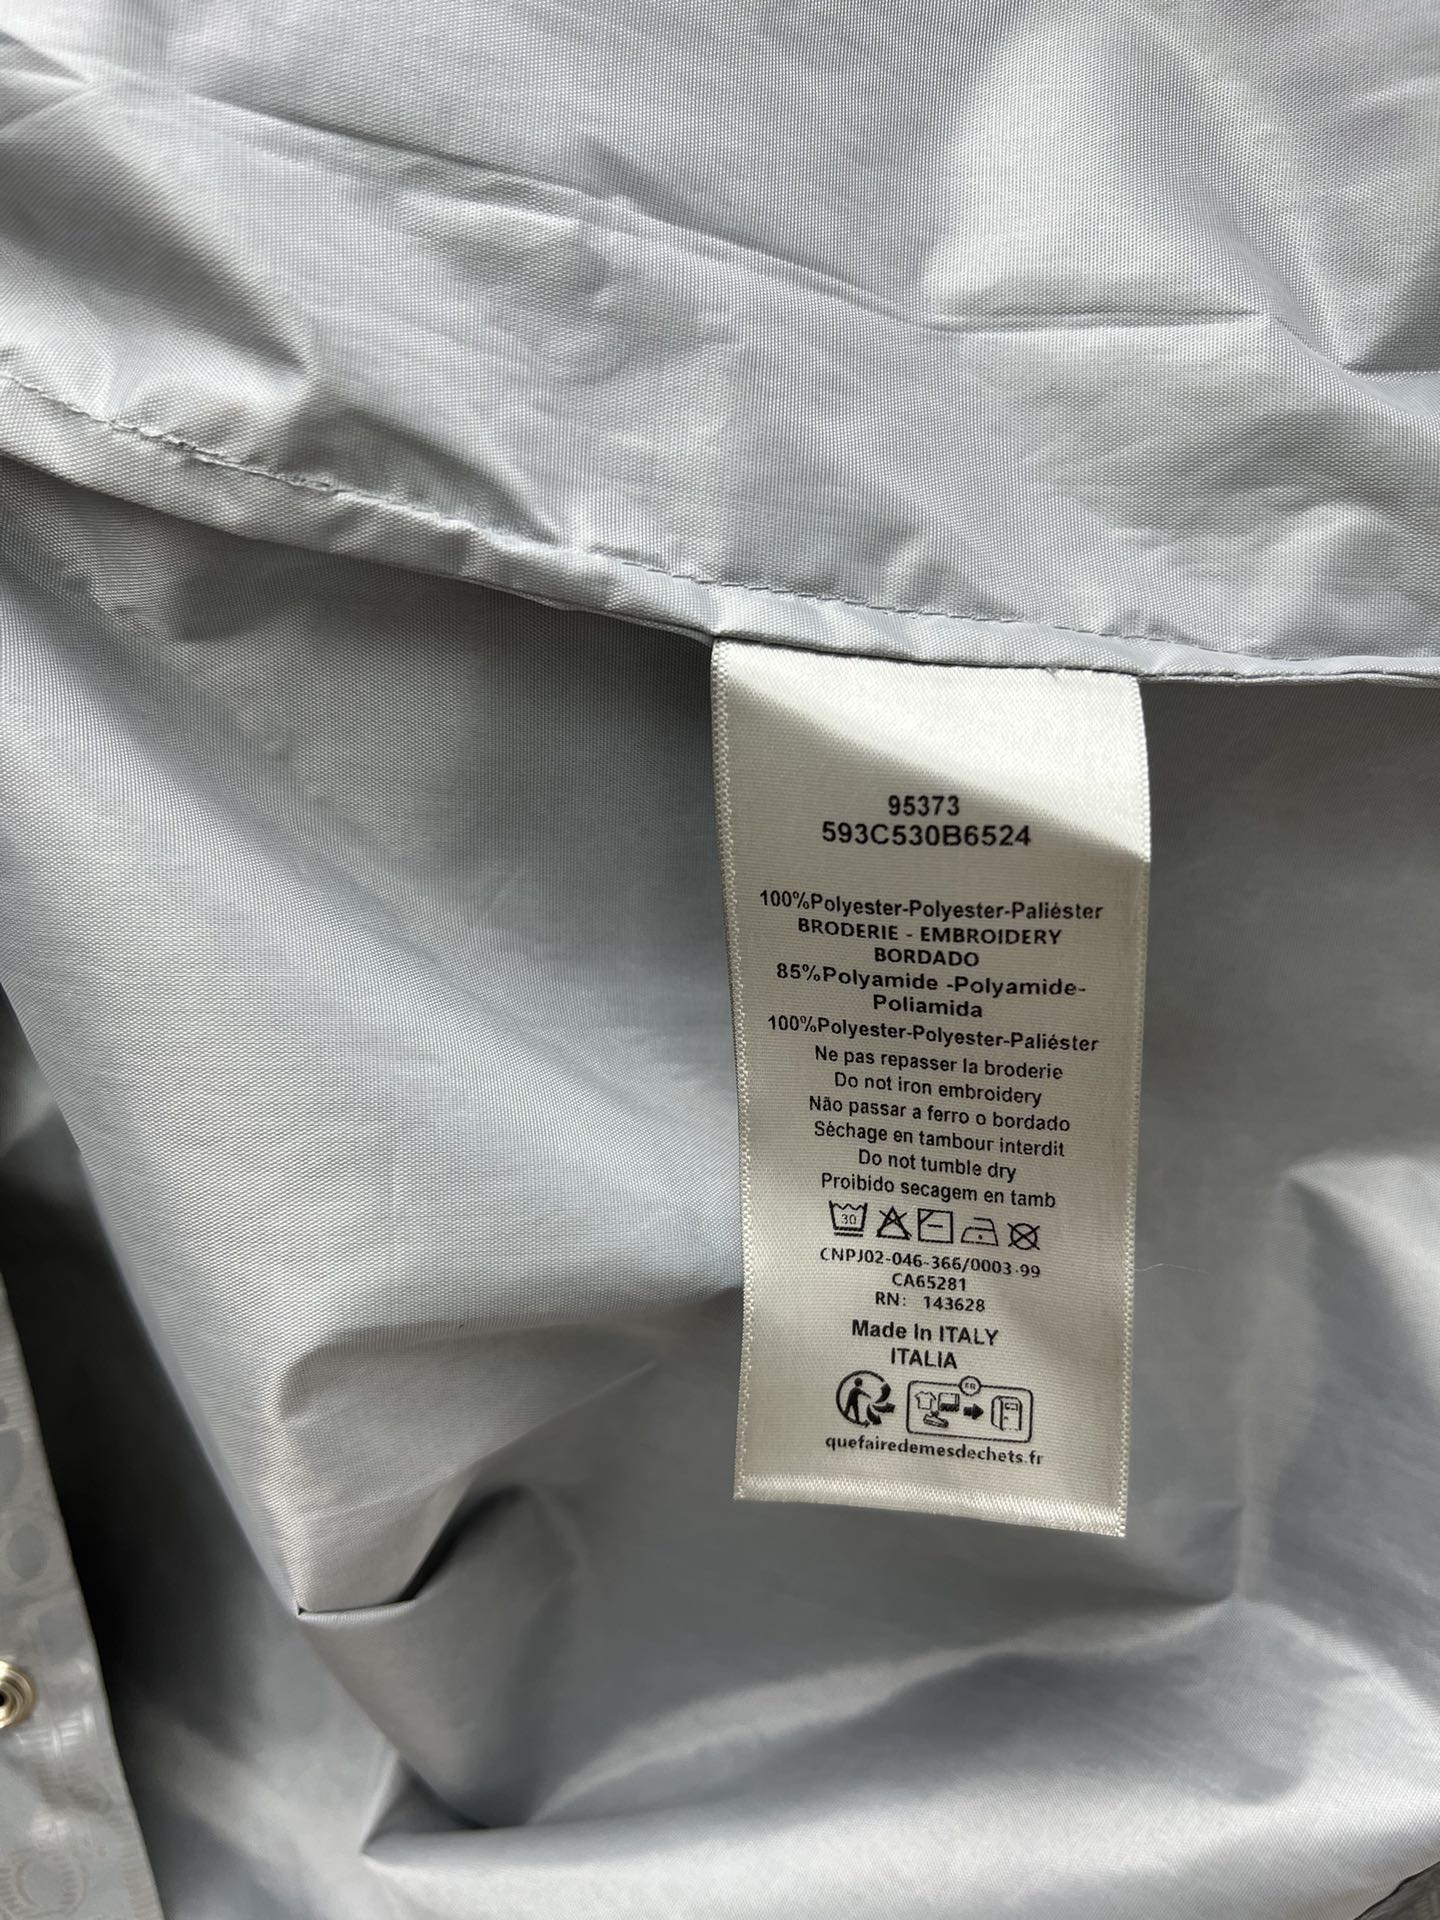 95373
593C530B6524
100%Polyester-Polyester-Paliéster
BRODERIE - EMBROIDERY
BORDADO
85%Polyamide -Polyamide-
Poliamida
100%Polyester-Polyester-Paliéster
Ne pas repasser la broderie
Do not iron embroidery
Não passar a ferro o bordado
Séchage en tambour interdit
Do not tumble dry
Proibido secagem en tamb
30
CNPJ02-046-366/0003-99
CA65281
RN: 143628
Made In ITALY
ITALIA
FR
quefairedemesdechets.fr